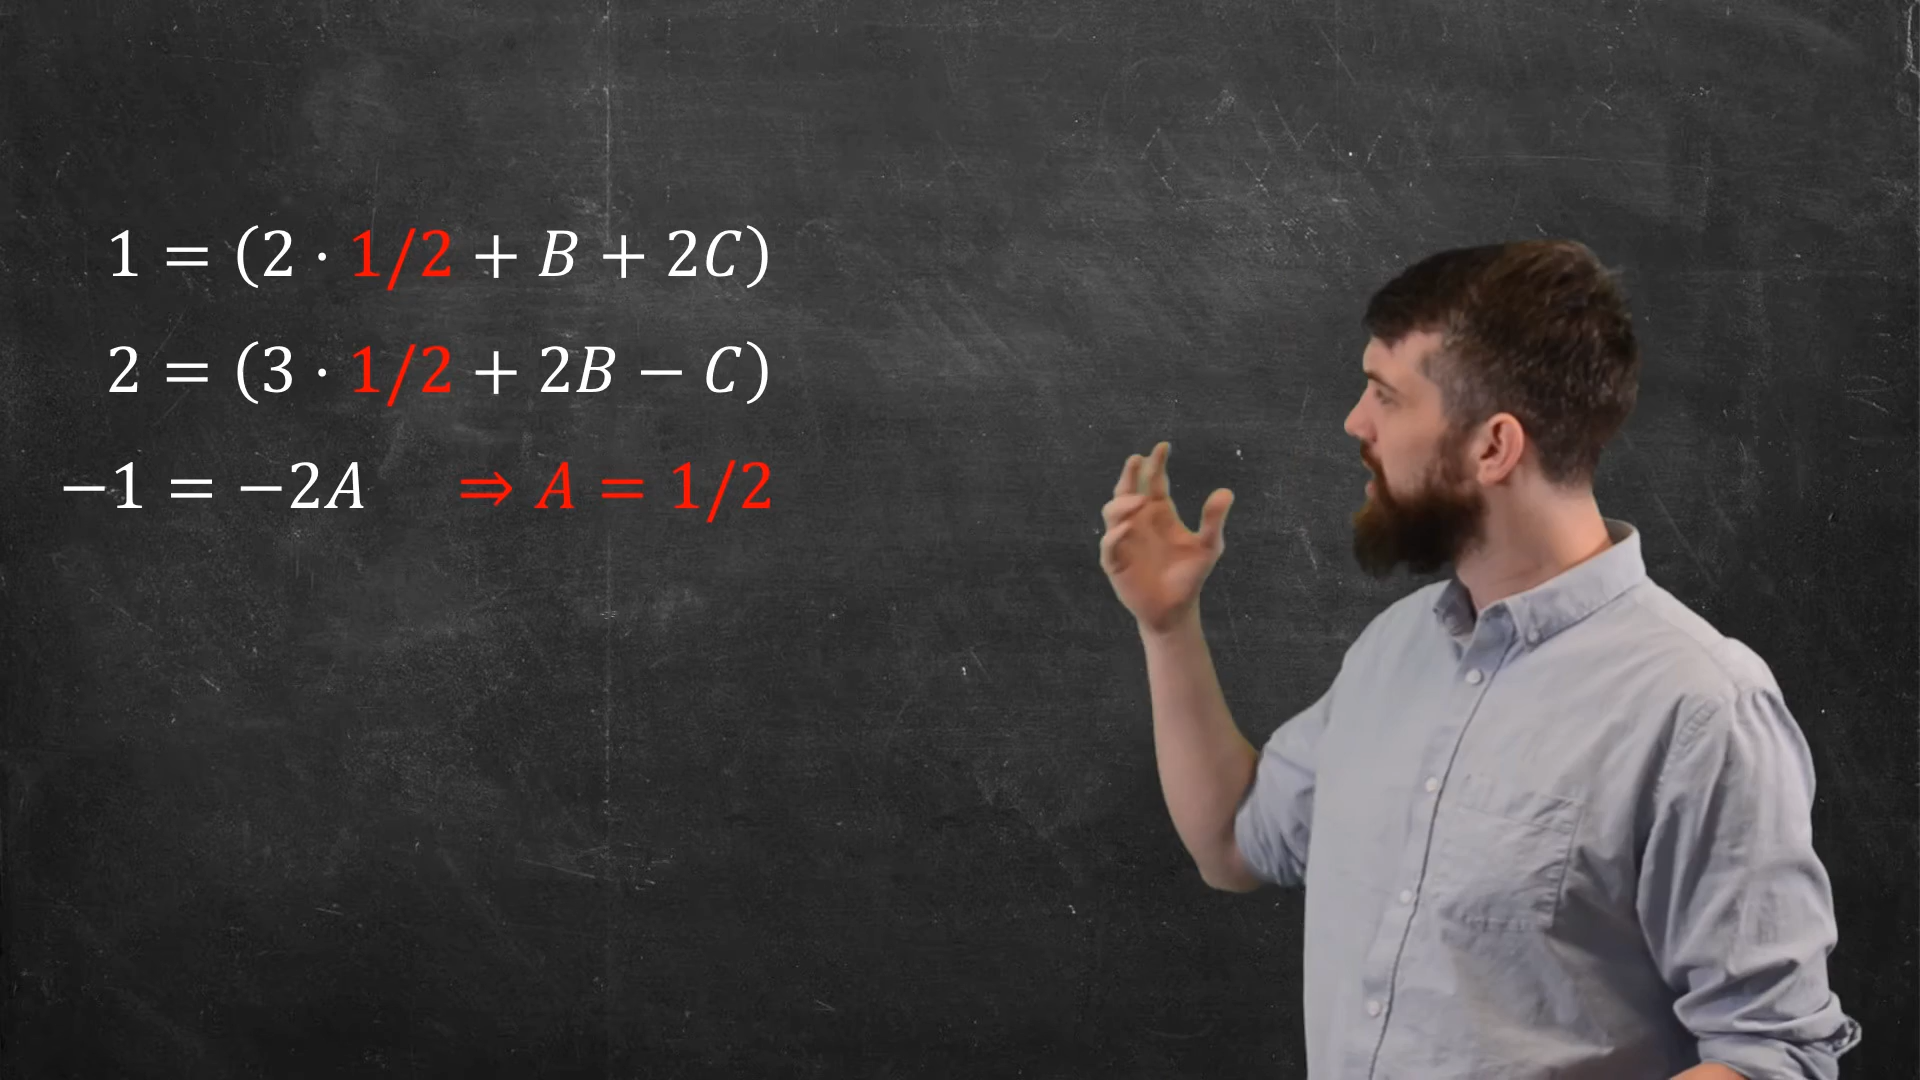 1 = (2 · 1/2 + B + 2C)
2 = (3 · 1/2 + 2B − C)
−1 = −2A ⇒ A = 1/2